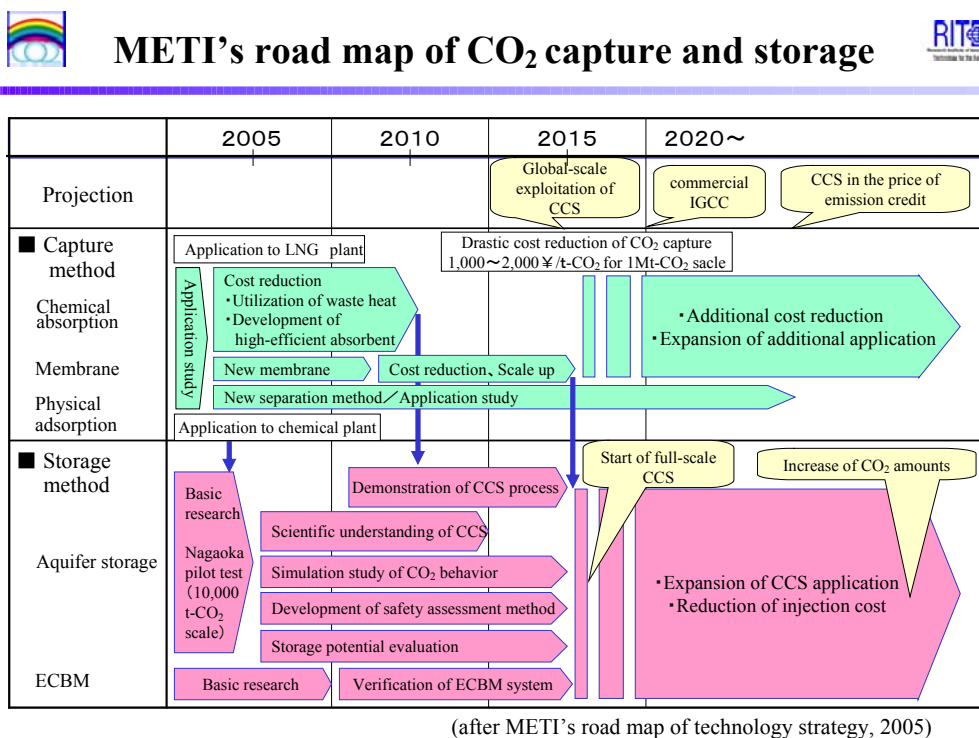 METI's road map of CO2 capture and storage
RITE
2005
2010
2015
2020～
Projection
Global-scale
exploitation of
CCS
commercial
IGCC
CCS in the price of
emission credit
■ Capture
method
Application to LNG plant
Drastic cost reduction of CO2 capture
1,000～2,000￥/t-CO2 for 1Mt-CO2 sacle
Application study
Chemical
absorption
Cost reduction
・Utilization of waste heat
・Development of
high-efficient absorbent
・Additional cost reduction
・Expansion of additional application
Membrane
New membrane
Cost reduction、Scale up
Physical
adsorption
New separation method／Application study
Application to chemical plant
■ Storage
method
Start of full-scale
CCS
Increase of CO2 amounts
Basic
research
Nagaoka
pilot test
（10,000
t-CO2
scale）
Demonstration of CCS process
Scientific understanding of CCS
Aquifer storage
Simulation study of CO2 behavior
Development of safety assessment method
Storage potential evaluation
・Expansion of CCS application
・Reduction of injection cost
ECBM
Basic research
Verification of ECBM system
(after METI's road map of technology strategy, 2005)